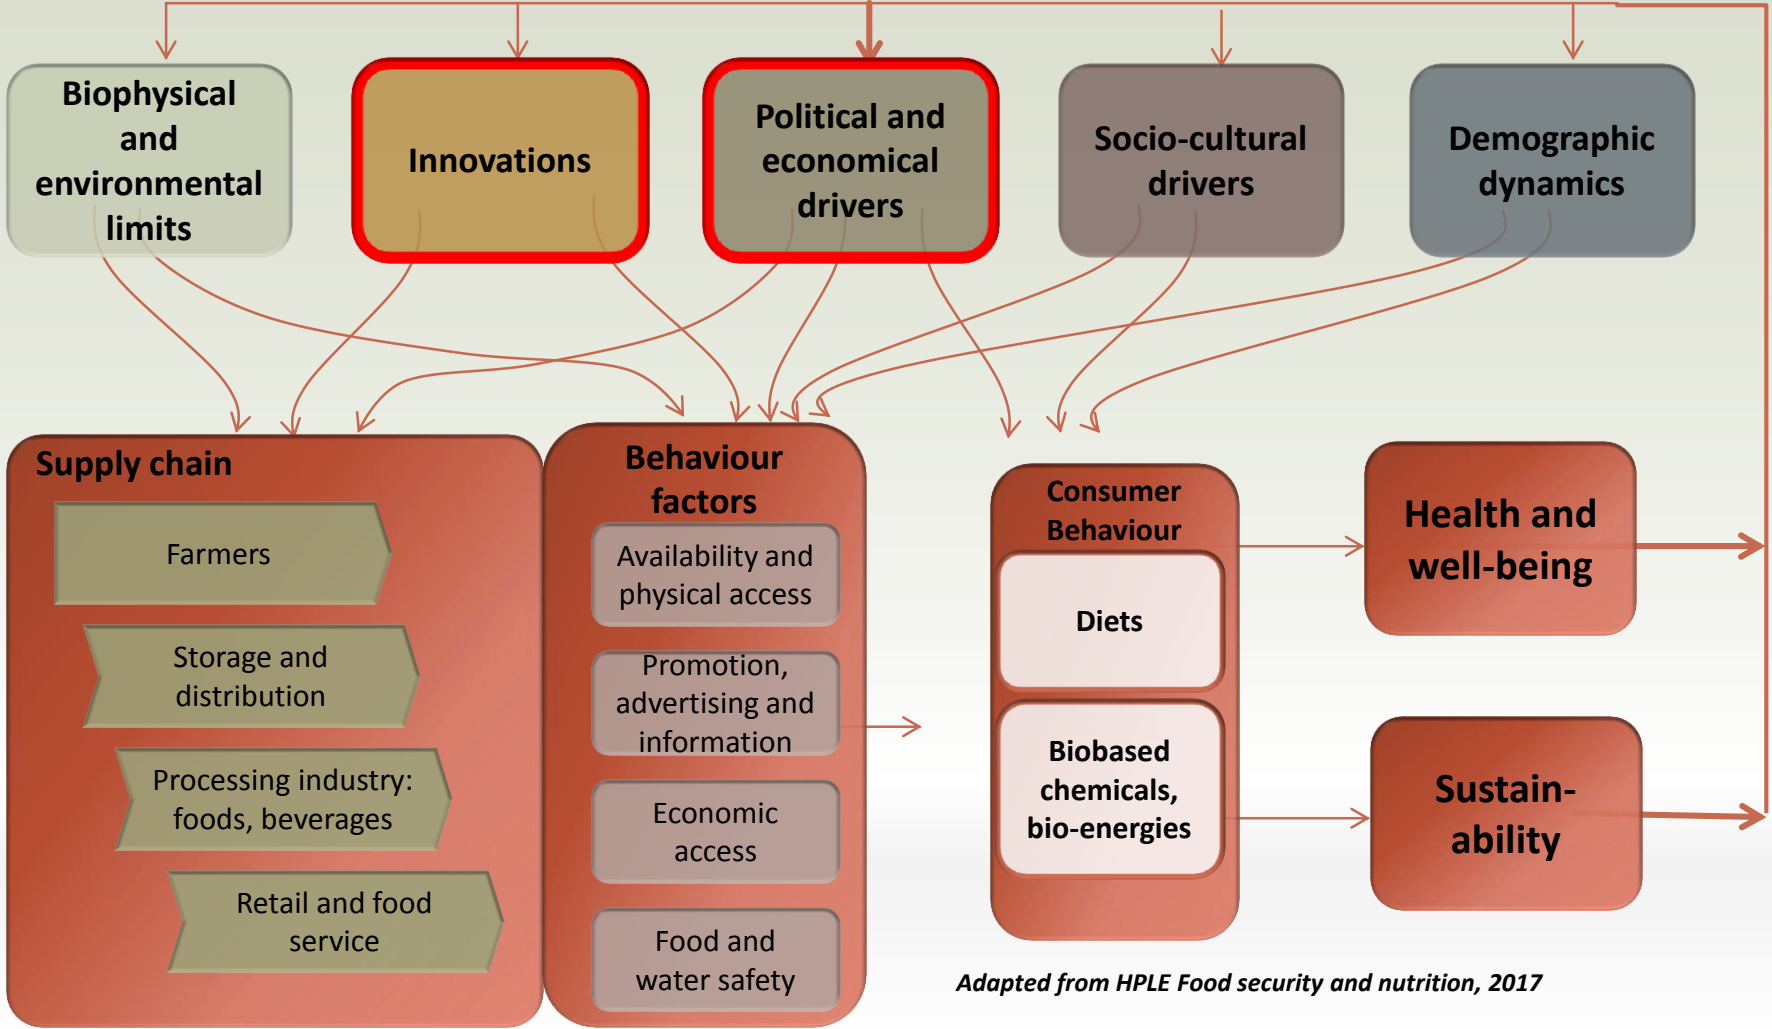 Biophysical
and
environmental
limits
Innovations
Political and
economical
drivers
Socio-cultural
drivers
Demographic
dynamics
Supply chain
Farmers
Storage and
distribution
Processing industry:
foods, beverages
Retail and food
service
Behaviour
factors
Availability and
physical access
Promotion,
advertising and
information
Economic
access
Food and
water safety
Consumer
Behaviour
Diets
Biobased
chemicals,
bio-energies
Health and
well-being
Sustain-
ability
Adapted from HPLE Food security and nutrition, 2017